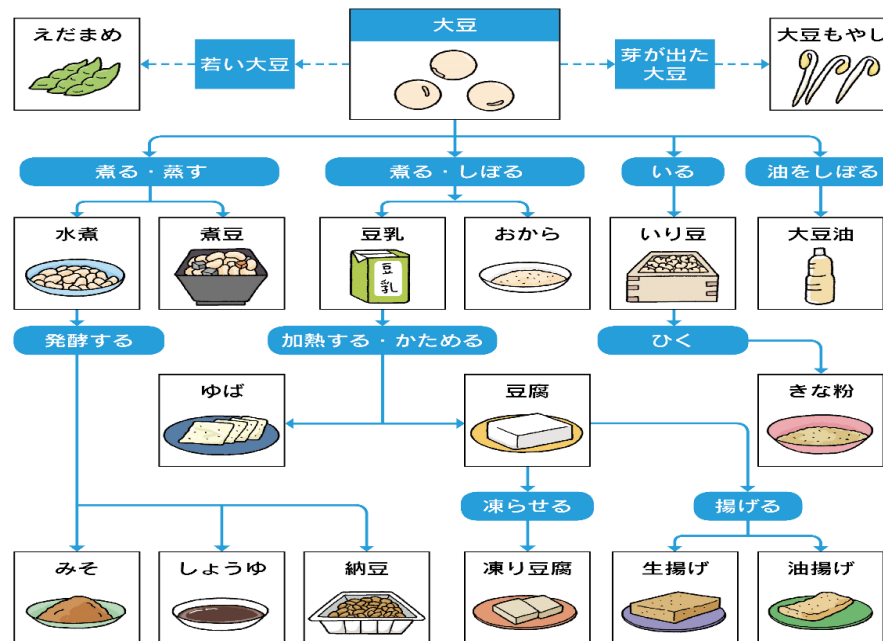 えだまめ
若い大豆
大豆
芽が出た
大豆
大豆もやし
煮る・蒸す
煮る・しぼる
いる
油をしぼる
水煮
煮豆
豆乳
豆
乳
おから
いり豆
大豆油
発酵する
加熱する・かためる
ひく
ゆば
豆腐
きな粉
凍らせる
揚げる
みそ
しょうゆ
納豆
凍り豆腐
生揚げ
油揚げ